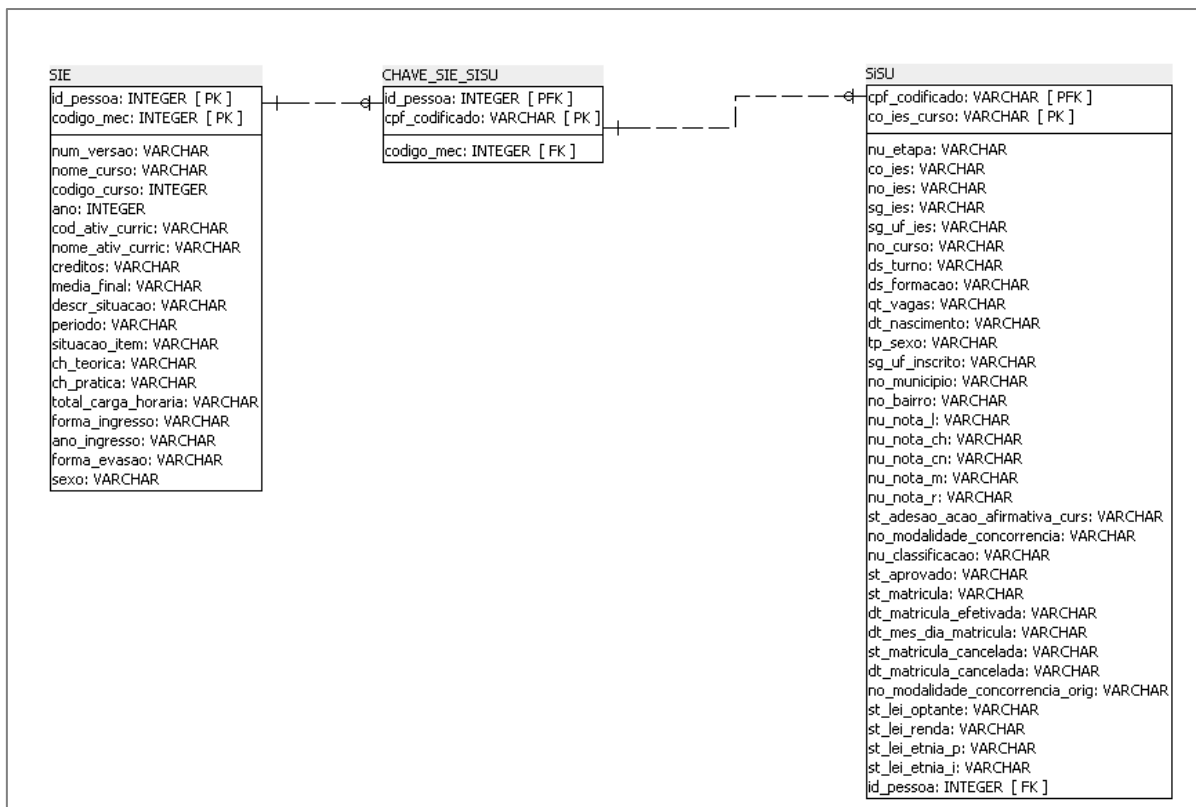 SIE
id_pessoa: INTEGER [ PK ]
codigo_mec: INTEGER [ PK ]
num_versao: VARCHAR
nome_curso: VARCHAR
codigo_curso: INTEGER
ano: INTEGER
cod_ativ_curric: VARCHAR
nome_ativ_curric: VARCHAR
creditos: VARCHAR
media_final: VARCHAR
descr_situacao: VARCHAR
periodo: VARCHAR
situacao_item: VARCHAR
ch_teorica: VARCHAR
ch_pratica: VARCHAR
total_carga_horaria: VARCHAR
forma_ingresso: VARCHAR
ano_ingresso: VARCHAR
forma_evasao: VARCHAR
sexo: VARCHAR
CHAVE_SIE_SISU
id_pessoa: INTEGER [ PFK ]
cpf_codificado: VARCHAR [ PK ]
codigo_mec: INTEGER [ FK ]
SiSU
cpf_codificado: VARCHAR [ PFK ]
co_ies_curso: VARCHAR [ PK ]
nu_etapa: VARCHAR
co_ies: VARCHAR
no_ies: VARCHAR
sg_ies: VARCHAR
sg_uf_ies: VARCHAR
no_curso: VARCHAR
ds_turno: VARCHAR
ds_formacao: VARCHAR
qt_vagas: VARCHAR
dt_nascimento: VARCHAR
tp_sexo: VARCHAR
sg_uf_inscrito: VARCHAR
no_municipio: VARCHAR
no_bairro: VARCHAR
nu_nota_l: VARCHAR
nu_nota_ch: VARCHAR
nu_nota_cn: VARCHAR
nu_nota_m: VARCHAR
nu_nota_r: VARCHAR
st_adesao_acao_afirmativa_curs: VARCHAR
no_modalidade_concorrencia: VARCHAR
nu_classificacao: VARCHAR
st_aprovado: VARCHAR
st_matricula: VARCHAR
dt_matricula_efetivada: VARCHAR
dt_mes_dia_matricula: VARCHAR
st_matricula_cancelada: VARCHAR
dt_matricula_cancelada: VARCHAR
no_modalidade_concorrencia_orig: VARCHAR
st_lei_optante: VARCHAR
st_lei_renda: VARCHAR
st_lei_etnia_p: VARCHAR
st_lei_etnia_i: VARCHAR
id_pessoa: INTEGER [ FK ]